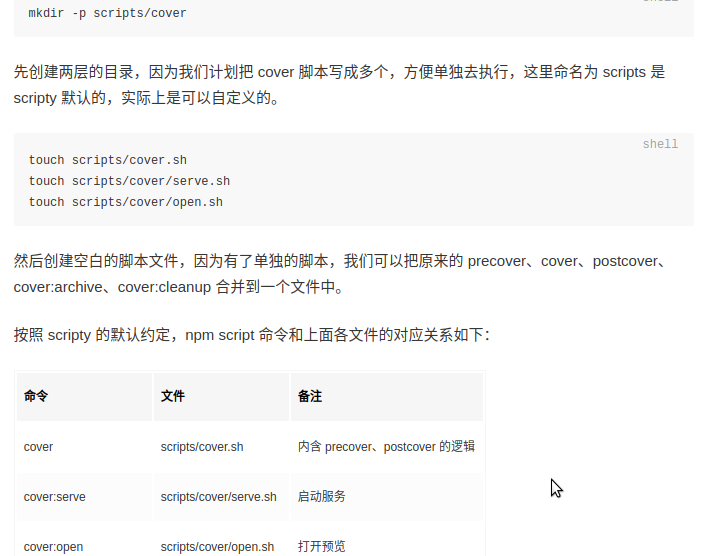 mkdir -p scripts/cover
先创建两层的目录，因为我们计划把 cover 脚本写成多个，方便单独去执行，这里命名为 scripts 是
scripty 默认的，实际上是可以自定义的。
shell
touch scripts/cover.sh
touch scripts/cover/serve.sh
touch scripts/cover/open.sh
然后创建空白的脚本文件，因为有了单独的脚本，我们可以把原来的 precover、cover、postcover、
cover:archive、cover:cleanup 合并到一个文件中。
按照 scripty 的默认约定，npm script 命令和上面各文件的对应关系如下：
命令 文件 备注
cover scripts/cover.sh 内含 precover、postcover 的逻辑
cover:serve scripts/cover/serve.sh 启动服务
cover:open scripts/cover/open.sh 打开预览